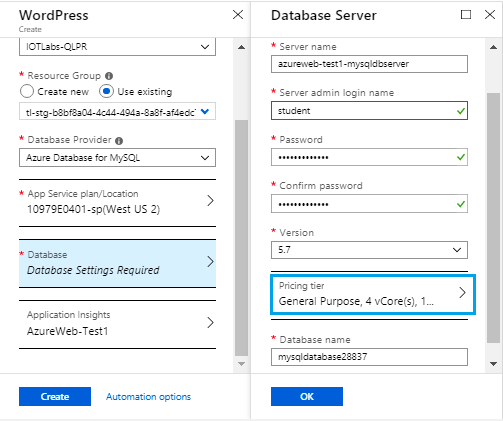 WordPress
Create
IOTLabs-QLPR
* Resource Group
Create new Use existing
tl-stg-b8bf8a04-4c44-494a-8a8f-af4edc7
* Database Provider
Azure Database for MySQL
* App Service plan/Location
10979E0401-sp(West US 2)
* Database
Database Settings Required
Application Insights
AzureWeb-Test1
Create Automation options
Database Server
* Server name
azureweb-test1-mysqldbserver
* Server admin login name
student
* Password
•••••••••••••
* Confirm password
•••••••••••••
* Version
5.7
Pricing tier
General Purpose, 4 vCore(s), 1...
* Database name
mysqldatabase28837
OK